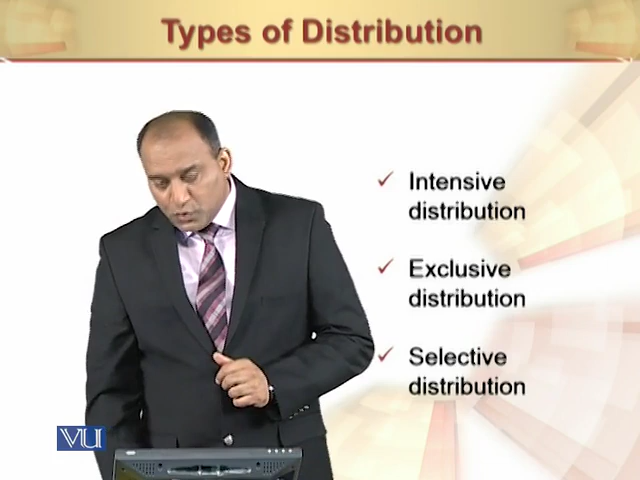 Types of Distribution
Intensive
distribution
Exclusive
distribution
Selective
distribution
VU